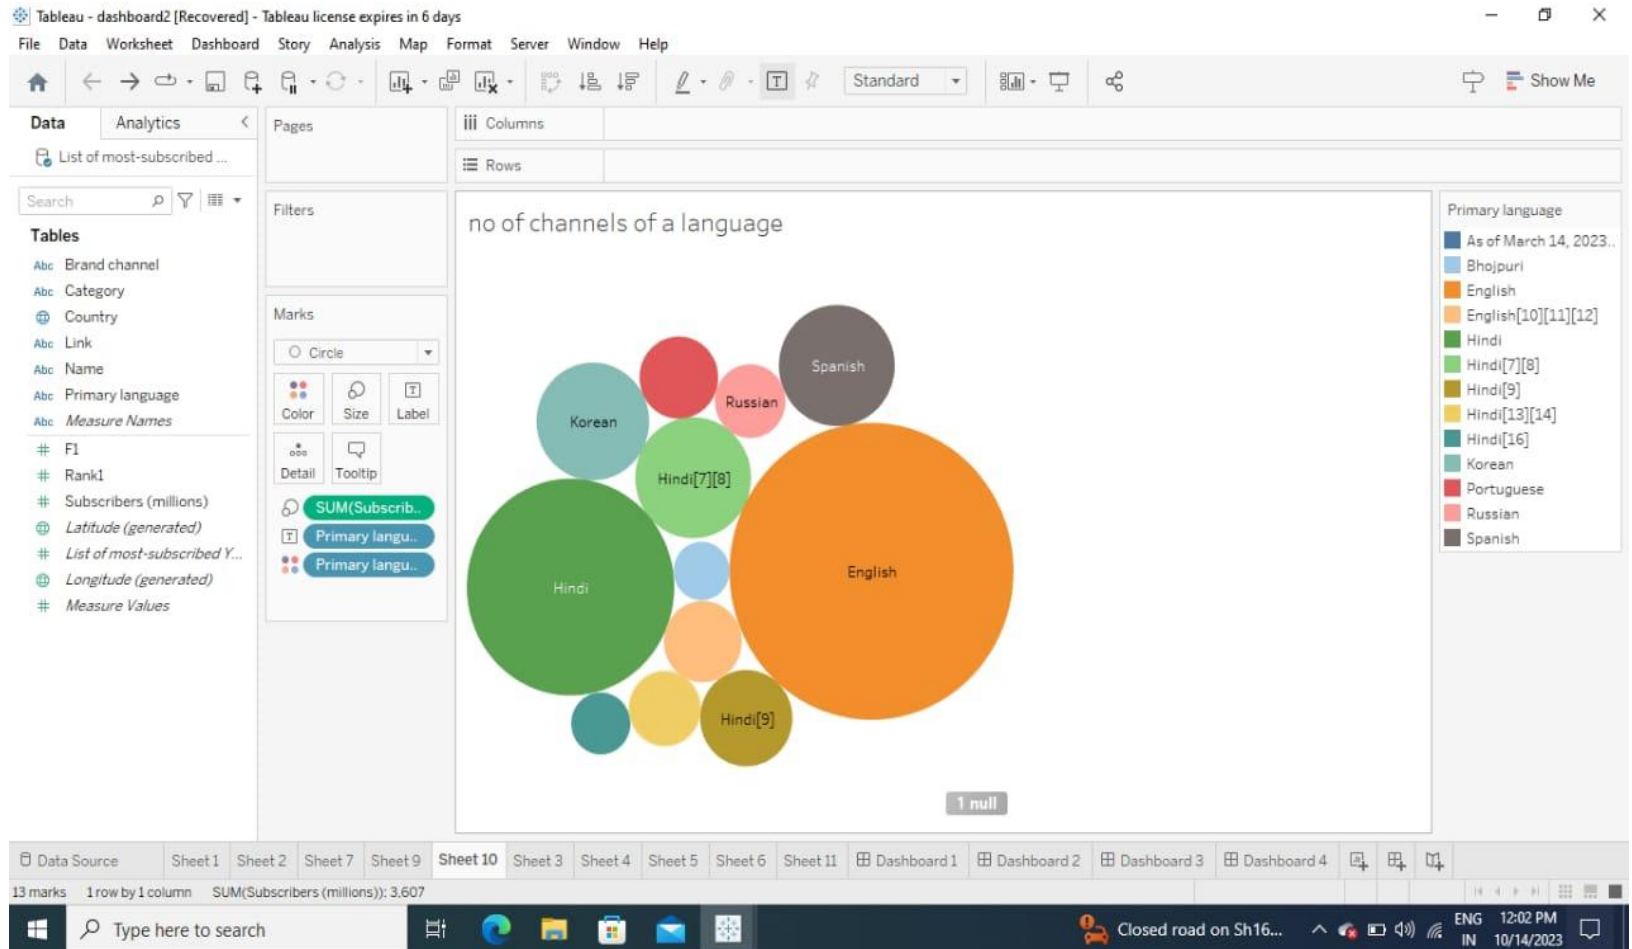 Tableau - dashboard2 [Recovered] - Tableau license expires in 6 days
File Data Worksheet Dashboard Story Analysis Map Format Server Window Help
Standard
Show Me
Data Analytics
List of most-subscribed ...
Search
Tables
Abc Brand channel
Abc Category
Country
Abc Link
Abc Name
Abc Primary language
Abc Measure Names
# F1
# Rank1
# Subscribers (millions)
Latitude (generated)
# List of most-subscribed Y...
Longitude (generated)
# Measure Values
Pages
Filters
Marks
Circle
Color Size Label
Detail Tooltip
SUM(Subscrib..
Primary langu..
Primary langu..
Columns
Rows
no of channels of a language
Spanish
Russian
Korean
Hindi[7][8]
Hindi
English
Hindi[9]
1 null
Primary language
As of March 14, 2023..
Bhojpuri
English
English[10][11][12]
Hindi
Hindi[7][8]
Hindi[9]
Hindi[13][14]
Hindi[16]
Korean
Portuguese
Russian
Spanish
Data Source Sheet 1 Sheet 2 Sheet 7 Sheet 9 Sheet 10 Sheet 3 Sheet 4 Sheet 5 Sheet 6 Sheet 11 Dashboard 1 Dashboard 2 Dashboard 3 Dashboard 4
13 marks 1 row by 1 column SUM(Subscribers (millions)): 3,607
Type here to search
Closed road on Sh16...
ENG
IN
12:02 PM
10/14/2023